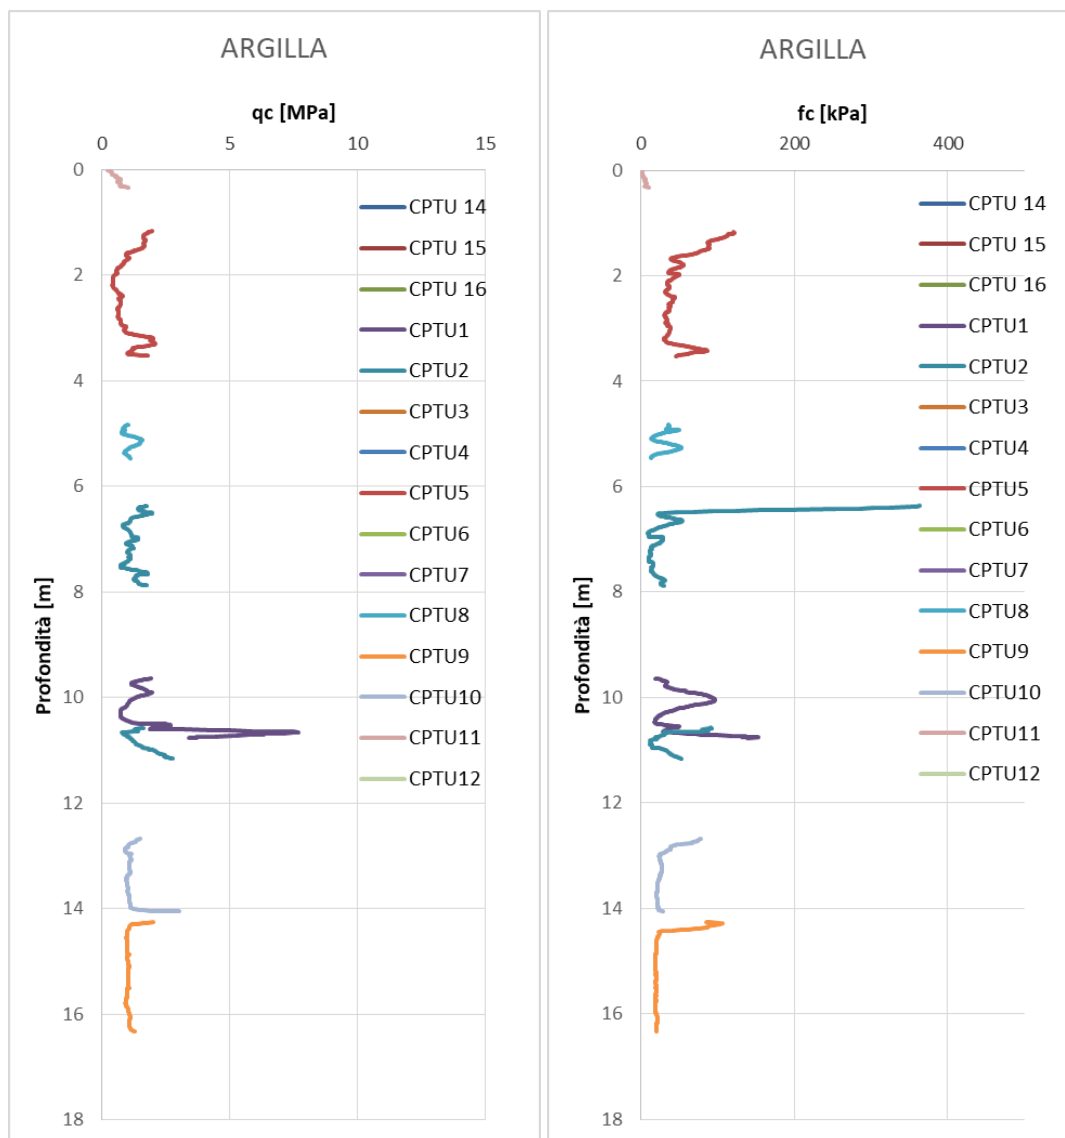 ARGILLA
qc [MPa]
0 5 10 15
0
2
4
6
8
10
12
14
16
18
Profondità [m]
CPTU 14
CPTU 15
CPTU 16
CPTU1
CPTU2
CPTU3
CPTU4
CPTU5
CPTU6
CPTU7
CPTU8
CPTU9
CPTU10
CPTU11
CPTU12
ARGILLA
fc [kPa]
0 200 400
0
2
4
6
8
10
12
14
16
18
Profondità [m]
CPTU 14
CPTU 15
CPTU 16
CPTU1
CPTU2
CPTU3
CPTU4
CPTU5
CPTU6
CPTU7
CPTU8
CPTU9
CPTU10
CPTU11
CPTU12